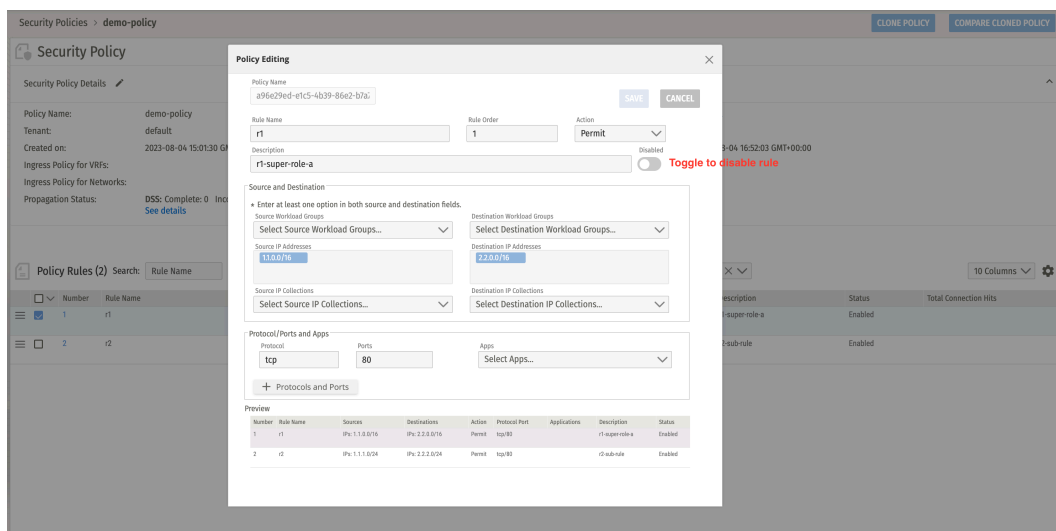 Security Policies > demo-policy
CLONE POLICY
COMPARE CLONED POLICY
Security Policy
Security Policy Details
Policy Name: demo-policy
Tenant: default
Created on: 2023-08-04 15:01:30 GM
Ingress Policy for VRFs:
Ingress Policy for Networks:
Propagation Status: DSS: Complete: 0 Inco
See details
-04 16:52:03 GMT+00:00
Policy Editing
Policy Name
a96e29ed-e1c5-4b39-86e2-b7a2
SAVE
CANCEL
Rule Name
r1
Rule Order
1
Action
Permit
Description
r1-super-role-a
Disabled
Toggle to disable rule
Source and Destination
* Enter at least one option in both source and destination fields.
Source Workload Groups
Select Source Workload Groups...
Destination Workload Groups
Select Destination Workload Groups...
Source IP Addresses
1.1.0.0/16
Destination IP Addresses
2.2.0.0/16
Source IP Collections
Select Source IP Collections...
Destination IP Collections
Select Destination IP Collections...
Protocol/Ports and Apps
Protocol
tcp
Ports
80
Apps
Select Apps...
+ Protocols and Ports
Preview
Number Rule Name Sources Destinations Action Protocol Port Applications Description Status
1 r1 IPs: 1.1.0.0/16 IPs: 2.2.0.0/16 Permit tcp/80 r1-super-role-a Enabled
2 r2 IPs: 1.1.1.0/24 IPs: 2.2.2.0/24 Permit tcp/80 r2-sub-rule Enabled
Policy Rules (2) Search: Rule Name
10 Columns
Number Rule Name escription Status Total Connection Hits
1 r1 -super-role-a Enabled
2 r2 2-sub-rule Enabled